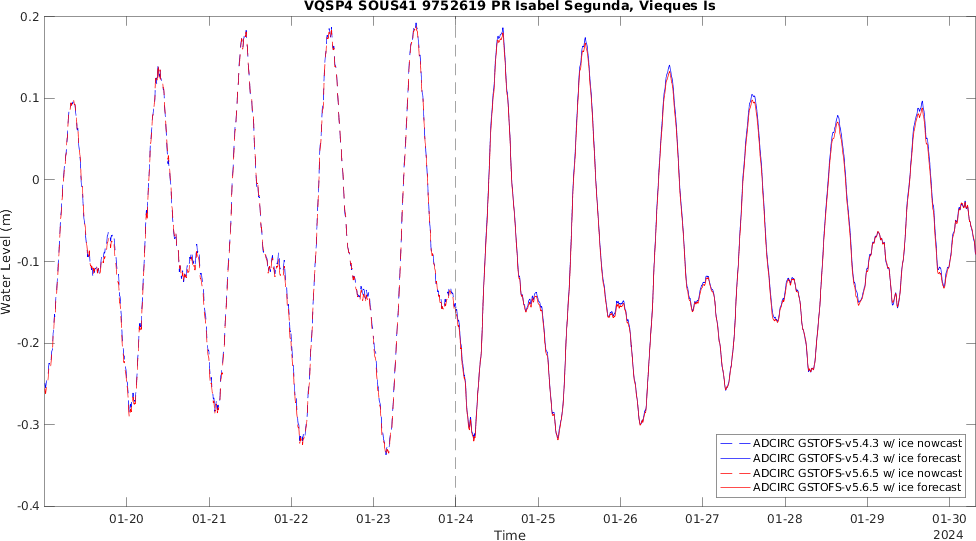 VQSP4 SOUS41 9752619 PR Isabel Segunda, Vieques Is
0.2
0.1
0
-0.1
-0.2
-0.3
-0.4
Water Level (m)
01-20 01-21 01-22 01-23 01-24 01-25 01-26 01-27 01-28 01-29 01-30
2024
Time
ADCIRC GSTOFS-v5.4.3 w/ ice nowcast
ADCIRC GSTOFS-v5.4.3 w/ ice forecast
ADCIRC GSTOFS-v5.6.5 w/ ice nowcast
ADCIRC GSTOFS-v5.6.5 w/ ice forecast